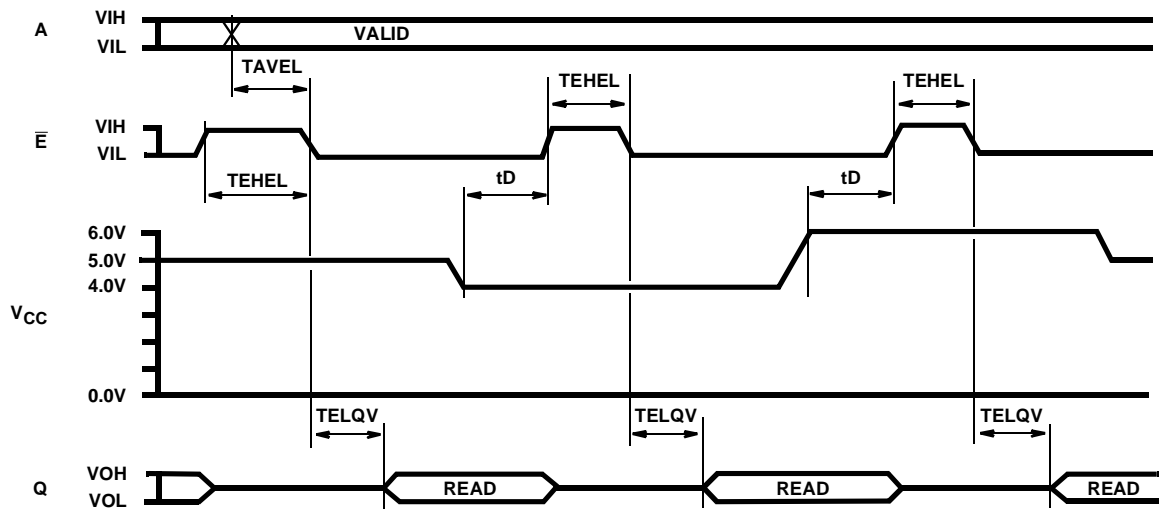 A
VIH
VIL
VALID
TAVEL
TEHEL
TEHEL
E̅
VIH
VIL
TEHEL
tD
tD
VCC
6.0V
5.0V
4.0V
0.0V
TELQV
TELQV
TELQV
Q
VOH
VOL
READ
READ
READ